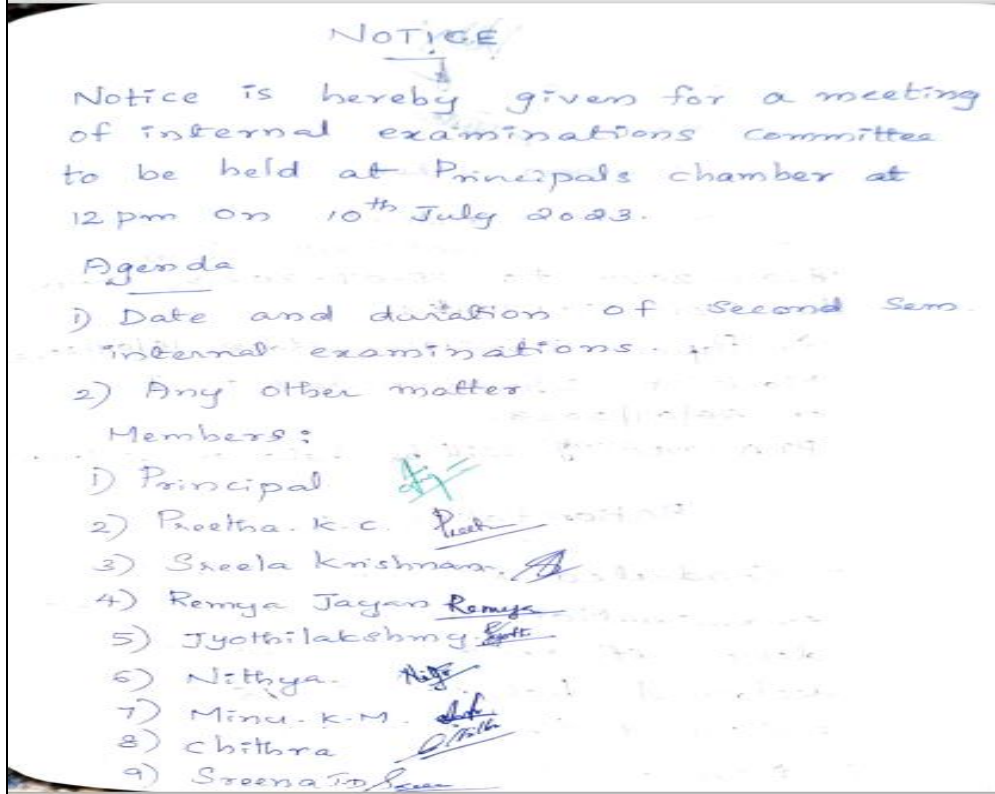 NOTICE
Notice is hereby given for a meeting
of internal examinations committee
to be held at Principals chamber at
12 pm on 10th July 2023.
Agenda
1) Date and duration of Second Sem
internal examinations.
2) Any other matter.
Members:
1) Principal
2) Preetha. K. C. Preeth
3) Sreela Krishnan.
4) Remya Jayan Remya
5) Jyothilakshmy. Jyoti
6) Nithya.
7) Minu. K. M.
8) Chithra
9) Sreena